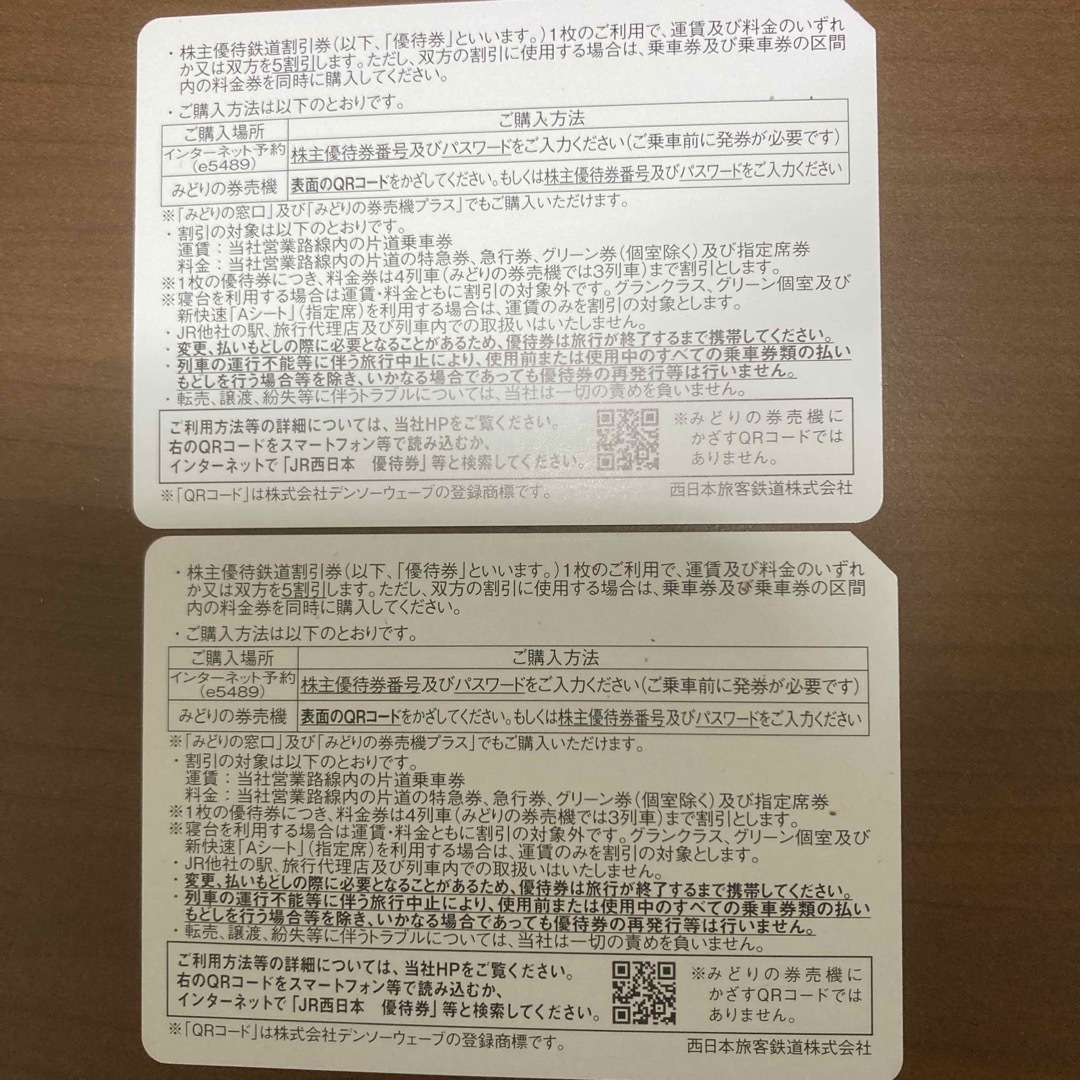 ・株主優待鉄道割引券(以下、「優待券」といいます。)1枚のご利用で、運賃及び料金のいずれ
か又は双方を5割引します。ただし、双方の割引に使用する場合は、乗車券及び乗車券の区間
内の料金券を同時に購入してください。
・ご購入方法は以下のとおりです。
ご購入場所 ご購入方法
インターネット予約
(e5489) 株主優待券番号及びパスワードをご入力ください(ご乗車前に発券が必要です)
みどりの券売機 表面のQRコードをかざしてください。もしくは株主優待券番号及びパスワードをご入力ください
※「みどりの窓口」及び「みどりの券売機プラス」でもご購入いただけます。
・割引の対象は以下のとおりです。
運賃:当社営業路線内の片道乗車券
料金:当社営業路線内の片道の特急券、急行券、グリーン券(個室除く)及び指定席券
※1枚の優待券につき、料金券は4列車(みどりの券売機では3列車)まで割引とします。
※寝台を利用する場合は運賃・料金ともに割引の対象外です。グランクラス、グリーン個室及び
新快速「Aシート」(指定席)を利用する場合は、運賃のみを割引の対象とします。
・JR他社の駅、旅行代理店及び列車内での取扱いはいたしません。
・変更、払いもどしの際に必要となることがあるため、優待券は旅行が終了するまで携帯してください。
・列車の運行不能等に伴う旅行中止により、使用前または使用中のすべての乗車券類の払い
もどしを行う場合等を除き、いかなる場合であっても優待券の再発行等は行いません。
・転売、譲渡、紛失等に伴うトラブルについては、当社は一切の責めを負いません。
ご利用方法等の詳細については、当社HPをご覧ください。
右のQRコードをスマートフォン等で読み込むか、
インターネットで「JR西日本 優待券」等と検索してください。
※みどりの券売機に
かざすQRコードでは
ありません。
※「QRコード」は株式会社デンソーウェーブの登録商標です。 西日本旅客鉄道株式会社
・株主優待鉄道割引券(以下、「優待券」といいます。)1枚のご利用で、運賃及び料金のいずれ
か又は双方を5割引します。ただし、双方の割引に使用する場合は、乗車券及び乗車券の区間
内の料金券を同時に購入してください。
・ご購入方法は以下のとおりです。
ご購入場所 ご購入方法
インターネット予約
(e5489) 株主優待券番号及びパスワードをご入力ください(ご乗車前に発券が必要です)
みどりの券売機 表面のQRコードをかざしてください。もしくは株主優待券番号及びパスワードをご入力ください
※「みどりの窓口」及び「みどりの券売機プラス」でもご購入いただけます。
・割引の対象は以下のとおりです。
運賃:当社営業路線内の片道乗車券
料金:当社営業路線内の片道の特急券、急行券、グリーン券(個室除く)及び指定席券
※1枚の優待券につき、料金券は4列車(みどりの券売機では3列車)まで割引とします。
※寝台を利用する場合は運賃・料金ともに割引の対象外です。グランクラス、グリーン個室及び
新快速「Aシート」(指定席)を利用する場合は、運賃のみを割引の対象とします。
・JR他社の駅、旅行代理店及び列車内での取扱いはいたしません。
・変更、払いもどしの際に必要となることがあるため、優待券は旅行が終了するまで携帯してください。
・列車の運行不能等に伴う旅行中止により、使用前または使用中のすべての乗車券類の払い
もどしを行う場合等を除き、いかなる場合であっても優待券の再発行等は行いません。
・転売、譲渡、紛失等に伴うトラブルについては、当社は一切の責めを負いません。
ご利用方法等の詳細については、当社HPをご覧ください。
右のQRコードをスマートフォン等で読み込むか、
インターネットで「JR西日本 優待券」等と検索してください。
※みどりの券売機に
かざすQRコードでは
ありません。
※「QRコード」は株式会社デンソーウェーブの登録商標です。 西日本旅客鉄道株式会社